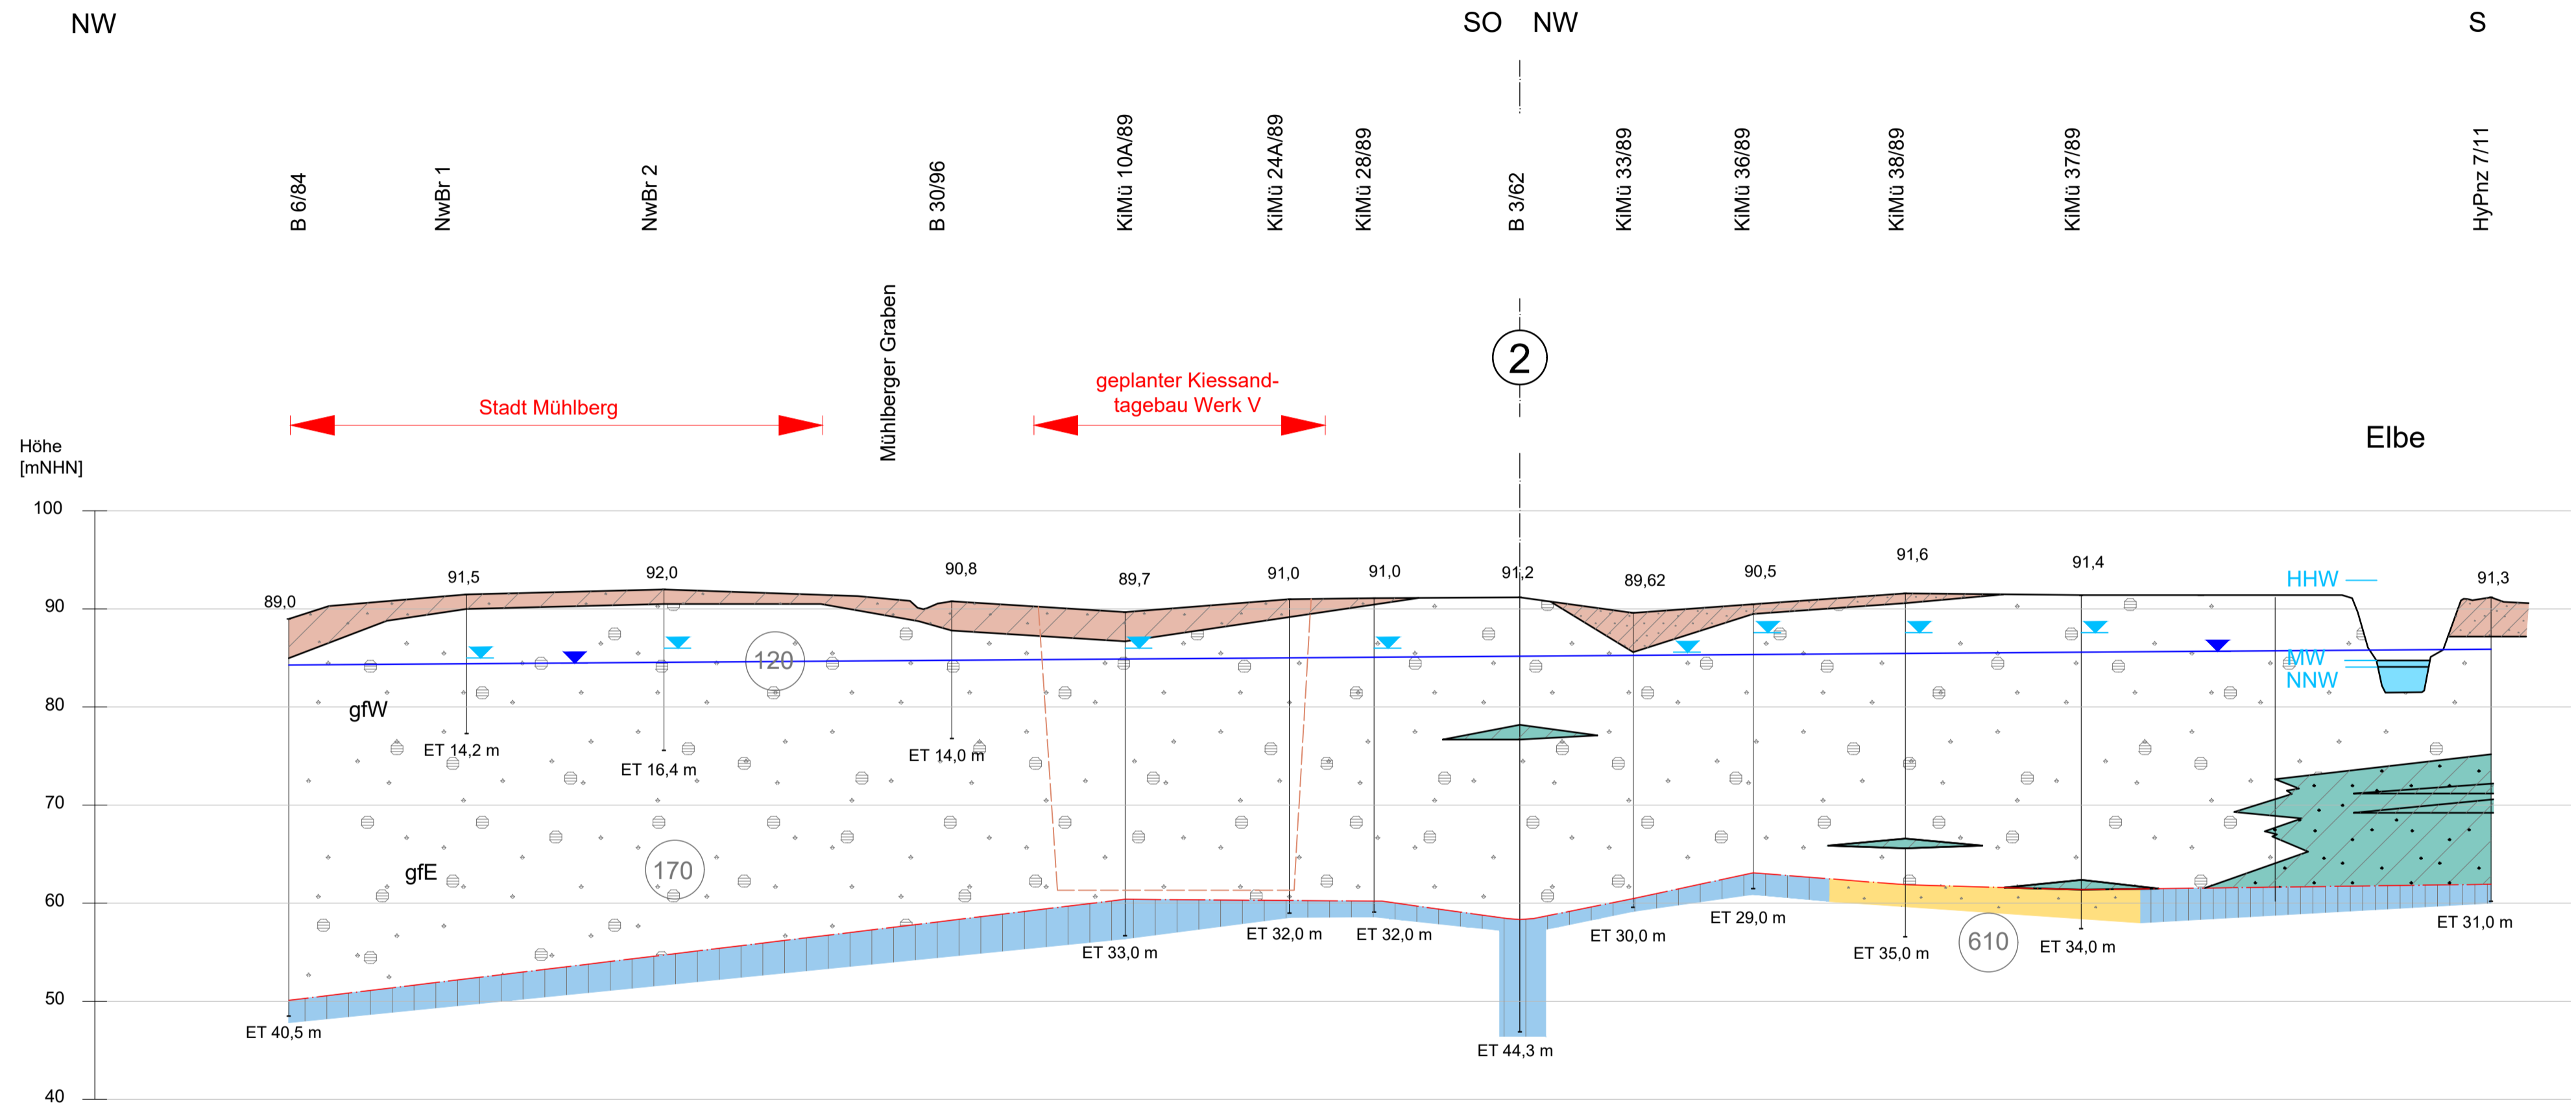 NW
SO
NW
S
B 6/84
NwBr 1
NwBr 2
B 30/96
KiMü 10A/89
KiMü 24A/89
KiMü 28/89
B 3/62
KiMü 33/89
KiMü 36/89
KiMü 38/89
KiMü 37/89
HyPnz 7/11
Mühlberger Graben
2
Stadt Mühlberg
geplanter Kiessand-
tagebau Werk V
Elbe
Höhe
[mNHN]
100
90
80
70
60
50
40
89,0
91,5
92,0
90,8
89,7
91,0
91,0
91,2
89,62
90,5
91,6
91,4
91,3
HHW
MW
NNW
120
gfW
170
gfE
610
ET 14,2 m
ET 16,4 m
ET 14,0 m
ET 40,5 m
ET 33,0 m
ET 32,0 m
ET 32,0 m
ET 44,3 m
ET 30,0 m
ET 29,0 m
ET 35,0 m
ET 34,0 m
ET 31,0 m